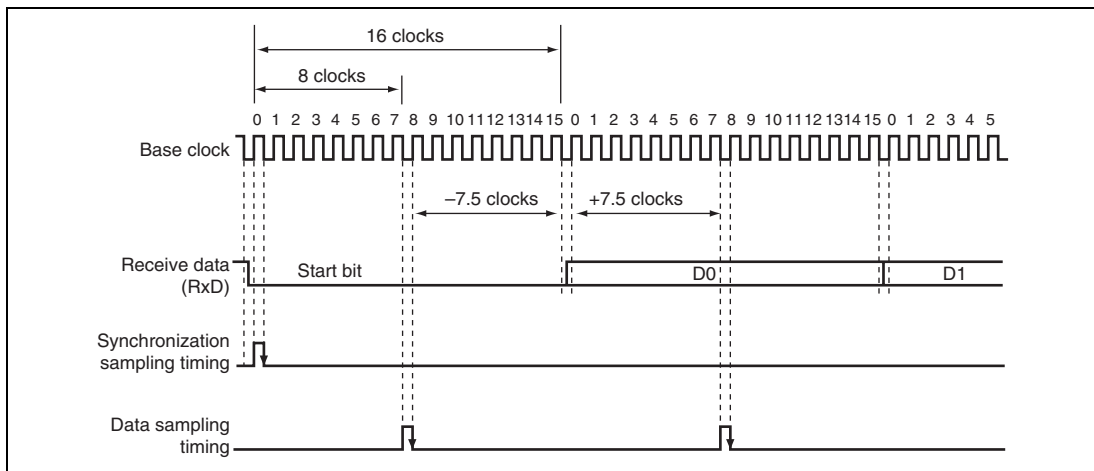 16 clocks
8 clocks
0 1 2 3 4 5 6 7 8 9 10 11 12 13 14 15 0 1 2 3 4 5 6 7 8 9 10 11 12 13 14 15 0 1 2 3 4 5
Base clock
–7.5 clocks +7.5 clocks
Receive data
(RxD)
Start bit D0 D1
Synchronization
sampling timing
Data sampling
timing